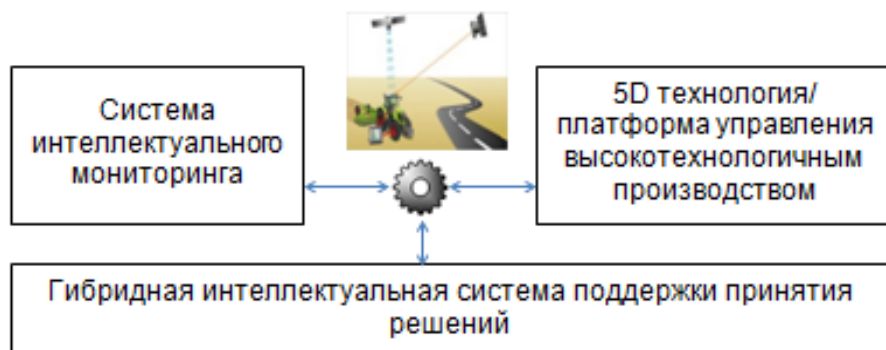 Система
интеллектуального
мониторинга
5D технология/
платформа управления
высокотехнологичным
производством
Гибридная интеллектуальная система поддержки принятия
решений